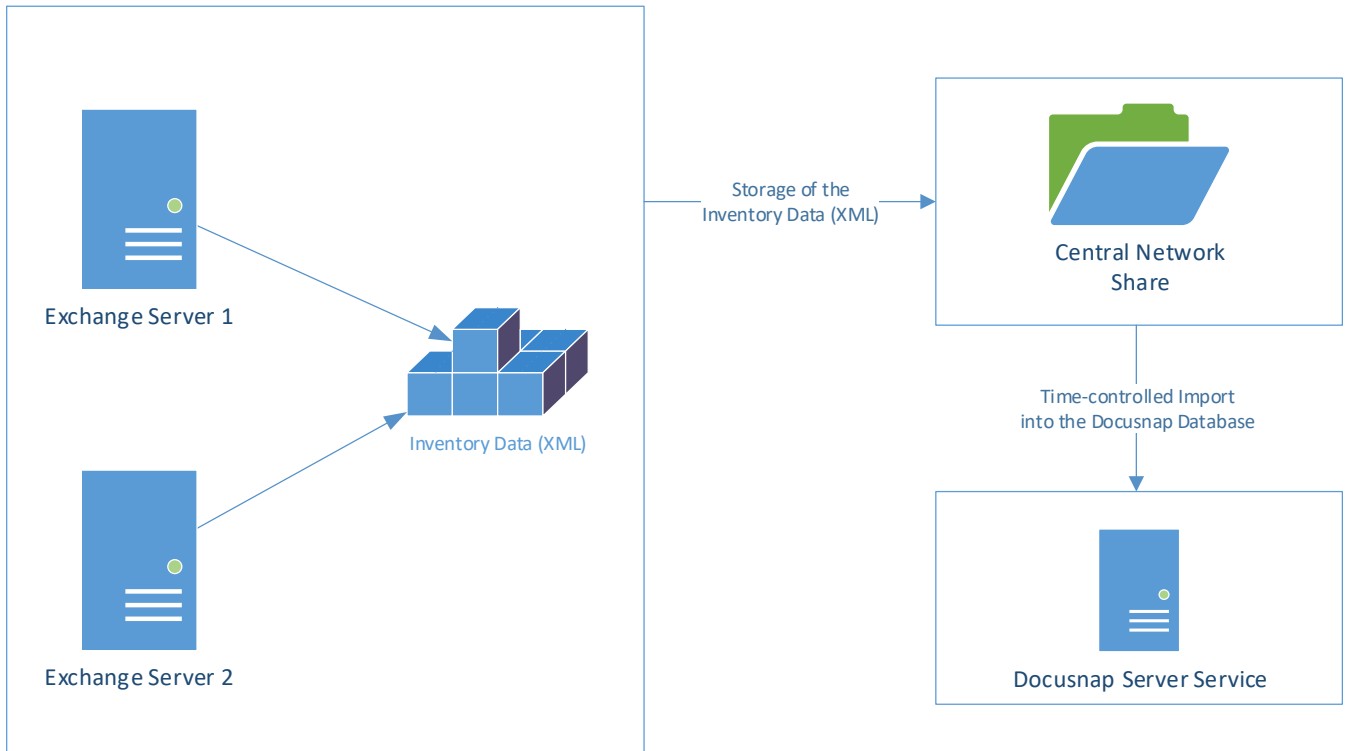 Exchange Server 1
Inventory Data (XML)
Exchange Server 2
Storage of the
Inventory Data (XML)
Central Network
Share
Time-controlled Import
into the Docusnap Database
Docusnap Server Service